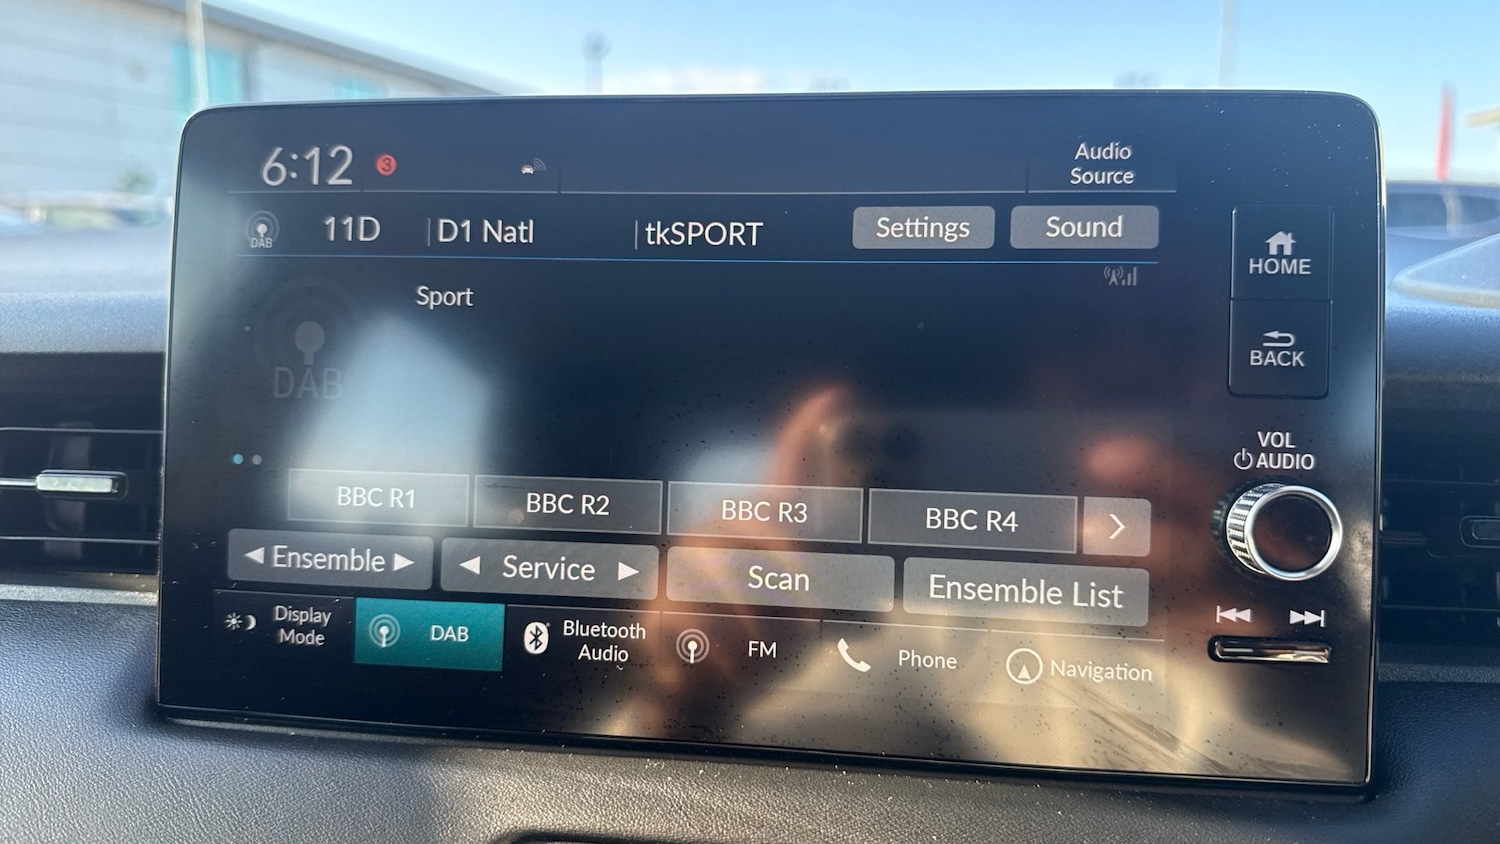 6:12 3
Audio
Source
DAB 11D D1 Natl tkSPORT Settings Sound
Sport
DAB
HOME
BACK
VOL
AUDIO
BBC R1 BBC R2 BBC R3 BBC R4
Ensemble Service Scan Ensemble List
Display
Mode
DAB
Bluetooth
Audio
FM
Phone
Navigation